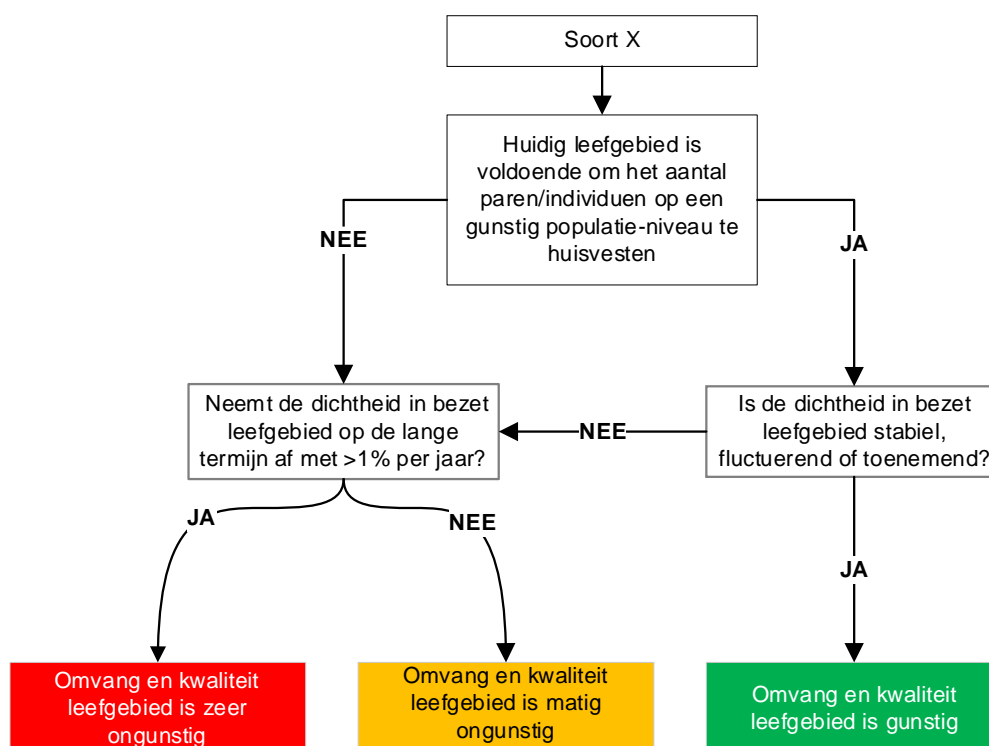 Soort X
Huidig leefgebied is
voldoende om het aantal
paren/individuen op een
gunstig populatie-niveau te
huisvesten
NEE
JA
Neemt de dichtheid in bezet
leefgebied op de lange
termijn af met >1% per jaar?
NEE
Is de dichtheid in bezet
leefgebied stabiel,
fluctuerend of toenemend?
JA
NEE
JA
Omvang en kwaliteit
leefgebied is zeer
ongunstig
Omvang en kwaliteit
leefgebied is matig
ongunstig
Omvang en kwaliteit
leefgebied is gunstig